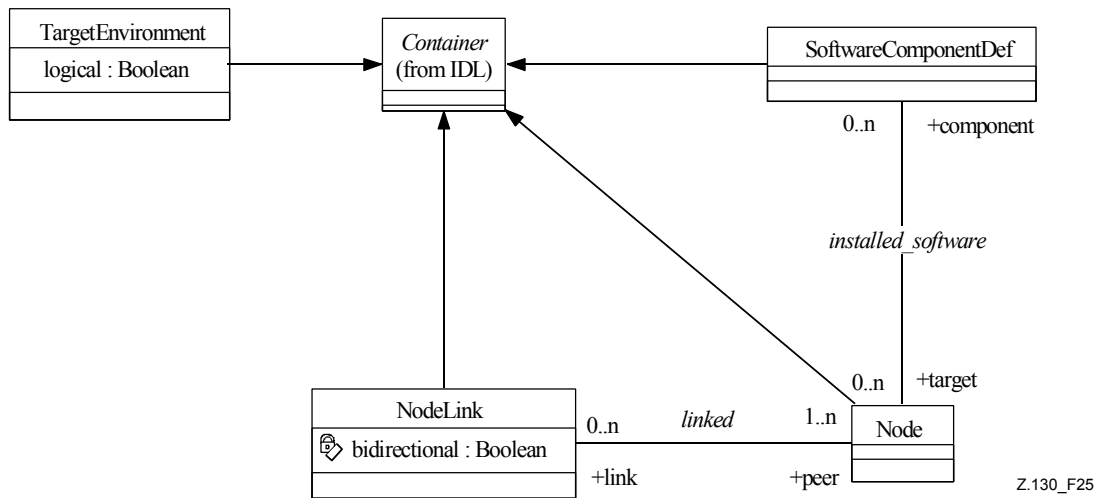 TargetEnvironment
logical : Boolean
Container
(from IDL)
SoftwareComponentDef
0..n
+component
installed_software
0..n
+target
NodeLink
bidirectional : Boolean
0..n
linked
1..n
+link
+peer
Node
Z.130_F25